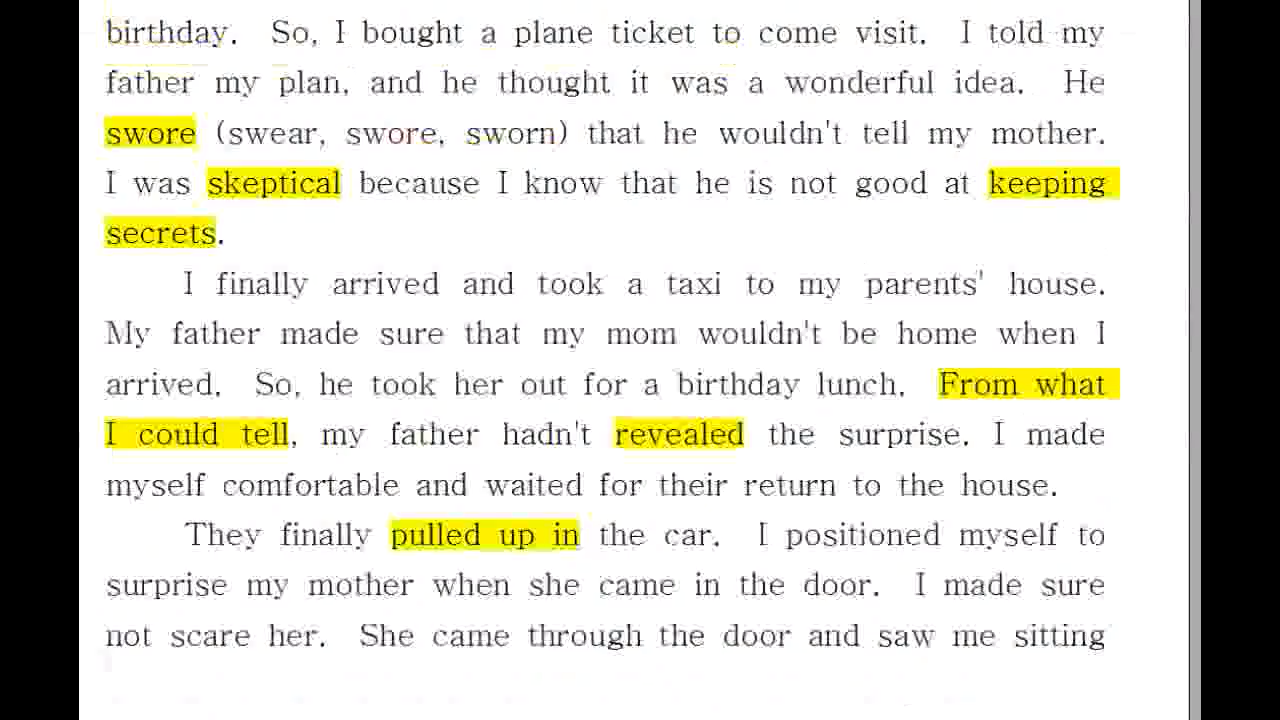 birthday. So, I bought a plane ticket to come visit. I told my
father my plan, and he thought it was a wonderful idea. He
swore (swear, swore, sworn) that he wouldn't tell my mother.
I was skeptical because I know that he is not good at keeping
secrets.
I finally arrived and took a taxi to my parents' house.
My father made sure that my mom wouldn't be home when I
arrived. So, he took her out for a birthday lunch. From what
I could tell, my father hadn't revealed the surprise. I made
myself comfortable and waited for their return to the house.
They finally pulled up in the car. I positioned myself to
surprise my mother when she came in the door. I made sure
not scare her. She came through the door and saw me sitting